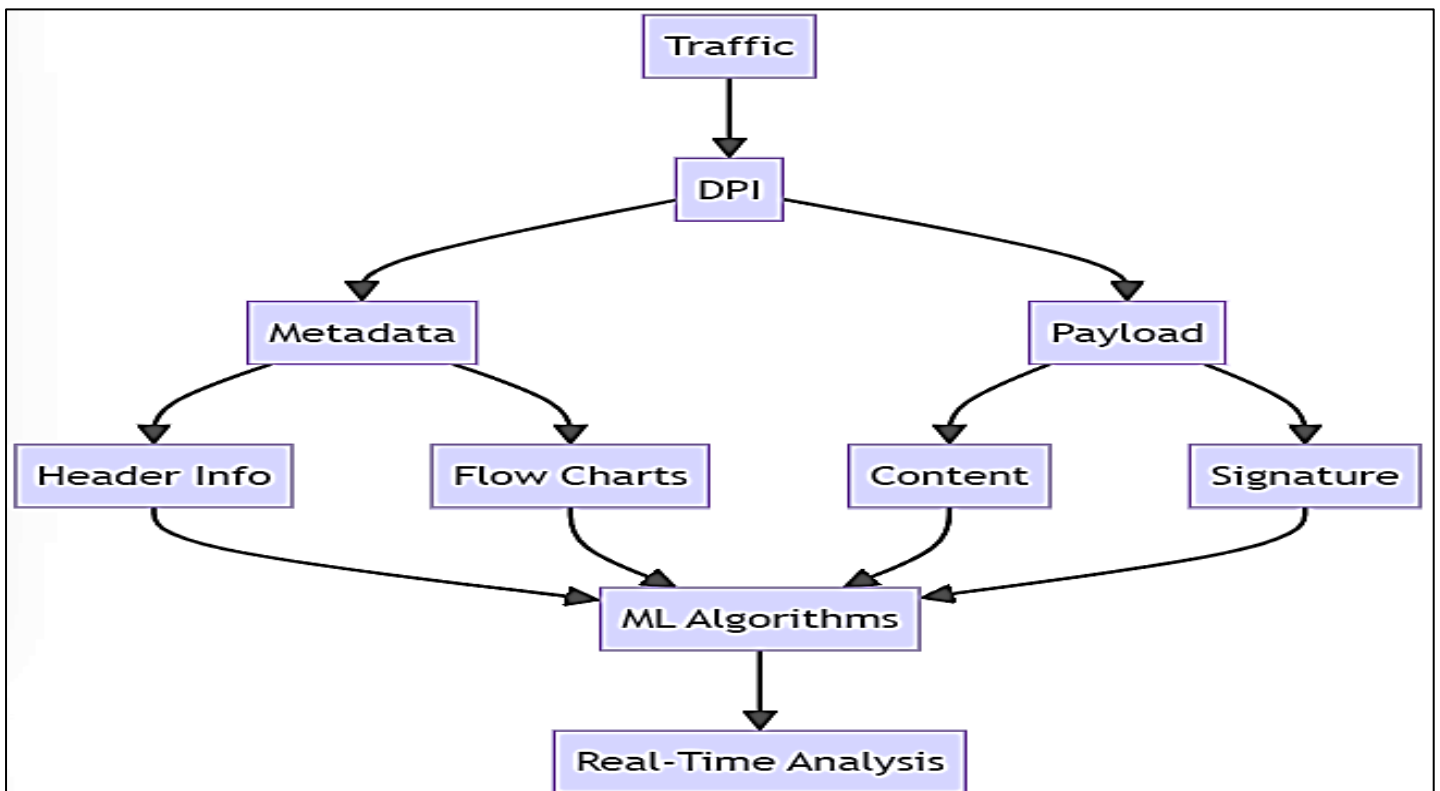 Traffic
DPI
Metadata
Payload
Header Info
Flow Charts
Content
Signature
ML Algorithms
Real-Time Analysis